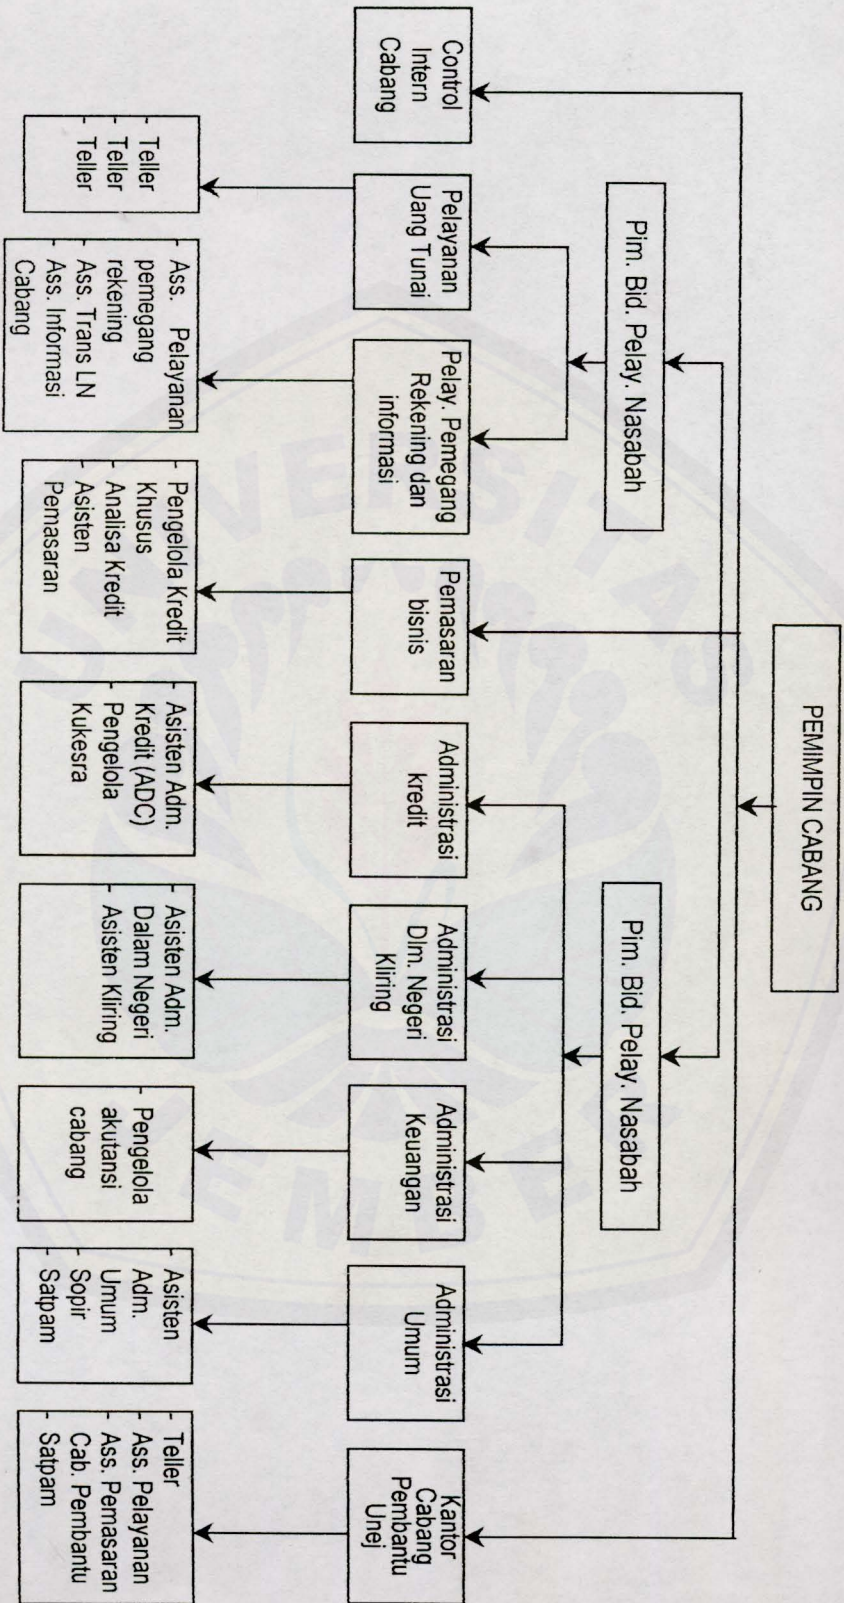 PEMIMPIN CABANG
Pim. Bid. Pelay. Nasabah
Pim. Bid. Pelay. Nasabah
Control
Intern
Cabang
Pelayanan
Uang Tunai
Pelay. Pemegang
Rekening dan
informasi
Pemasaran
bisnis
Administrasi
kredit
Administrasi
Dlm. Negeri
Kliring
Administrasi
Keuangan
Administrasi
Umum
Kantor
Cabang
Pembantu
Unej
- Teller
- Teller
- Teller
- Ass. Pelayanan
pemegang
rekening
- Ass. Trans LN
- Ass. Informasi
Cabang
- Pengelola Kredit
Khusus
- Analisa Kredit
- Asisten
Pemasaran
- Asisten Adm.
Kredit (ADC)
- Pengelola
Kukesra
- Asisten Adm.
Dalam Negeri
- Asisten Kliring
- Pengelola
akutansi
cabang
- Asisten
Adm.
Umum
- Sopir
- Satpam
- Teller
- Ass. Pelayanan
- Ass. Pemasaran
Cab. Pembantu
- Satpam
UNIVERSITAS
JEMBER